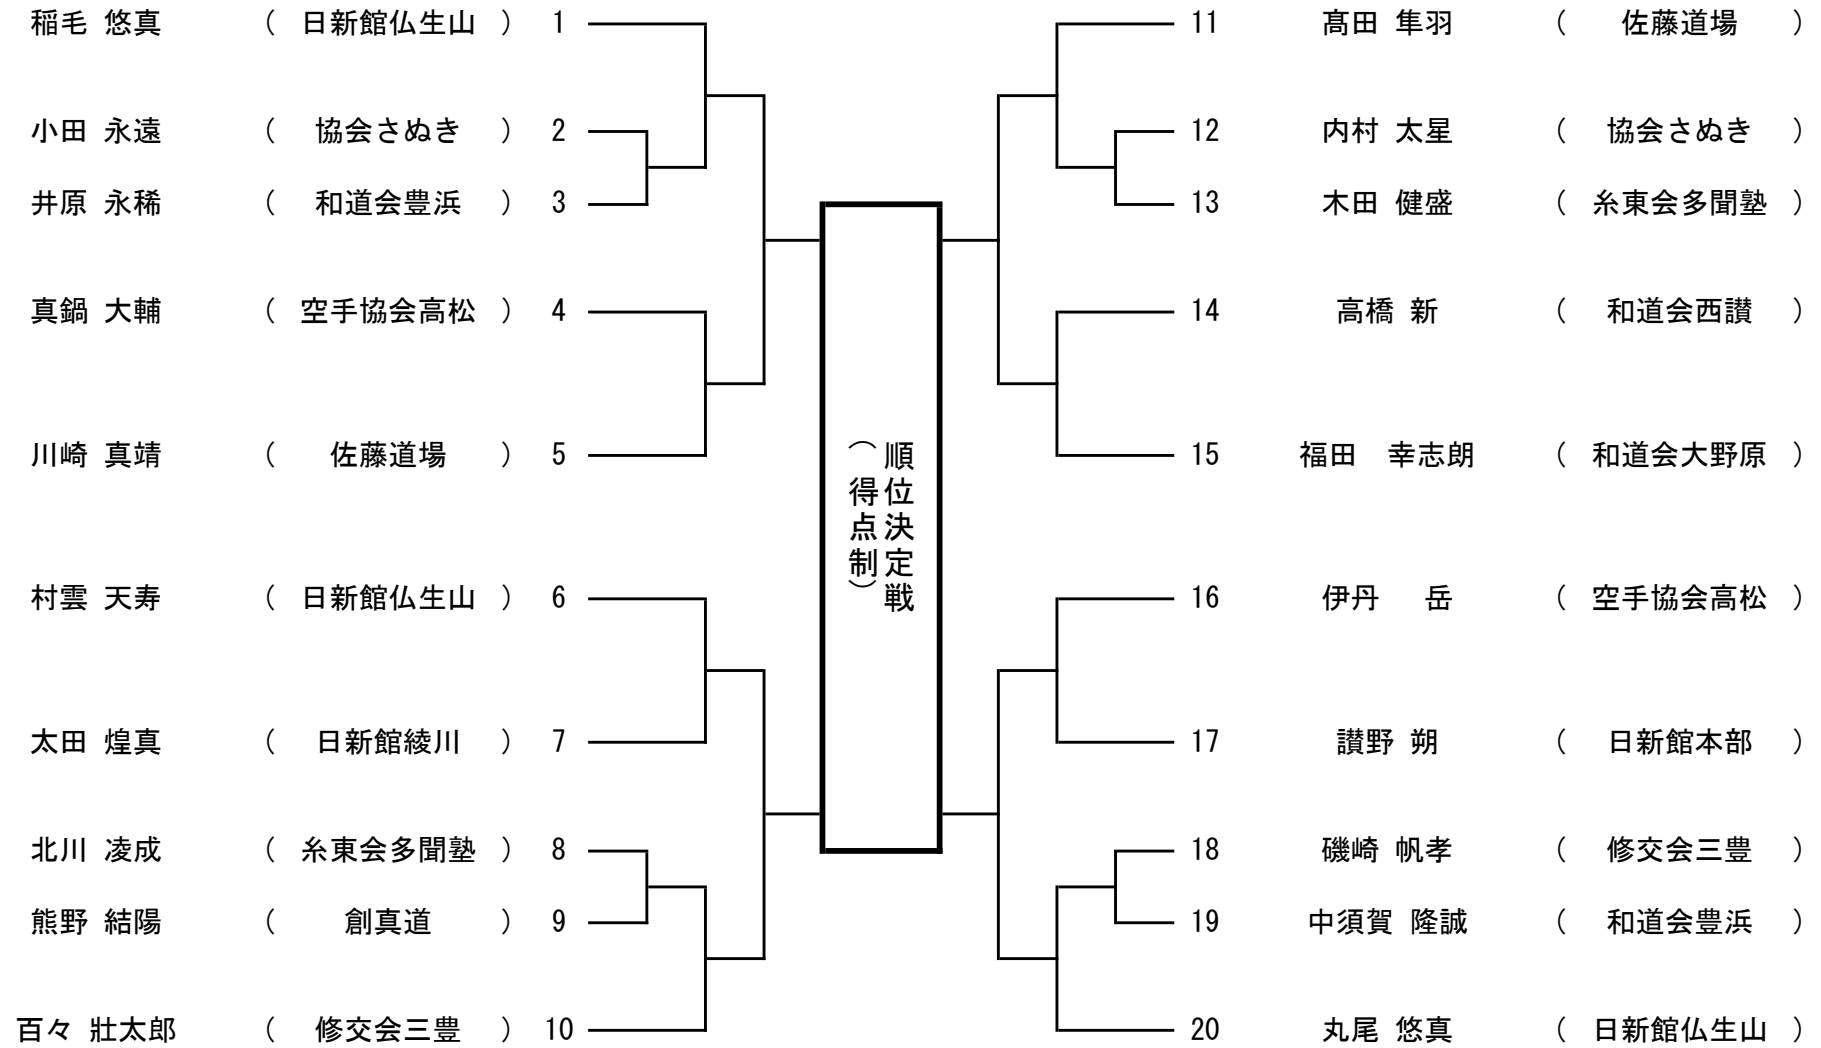 稲毛 悠真 ( 日新館仏生山 ) 1
小田 永遠 ( 協会さぬき ) 2
井原 永稀 ( 和道会豊浜 ) 3
真鍋 大輔 ( 空手協会高松 ) 4
川崎 真靖 ( 佐藤道場 ) 5
村雲 天寿 ( 日新館仏生山 ) 6
太田 煌真 ( 日新館綾川 ) 7
北川 凌成 ( 糸東会多聞塾 ) 8
熊野 結陽 ( 創真道 ) 9
百々 壯太郎 ( 修交会三豊 ) 10
順位決定戦
(得点制)
11 髙田 隼羽 ( 佐藤道場 )
12 内村 太星 ( 協会さぬき )
13 木田 健盛 ( 糸東会多聞塾 )
14 高橋 新 ( 和道会西讃 )
15 福田 幸志朗 ( 和道会大野原 )
16 伊丹 岳 ( 空手協会高松 )
17 讃野 朔 ( 日新館本部 )
18 磯崎 帆孝 ( 修交会三豊 )
19 中須賀 隆誠 ( 和道会豊浜 )
20 丸尾 悠真 ( 日新館仏生山 )